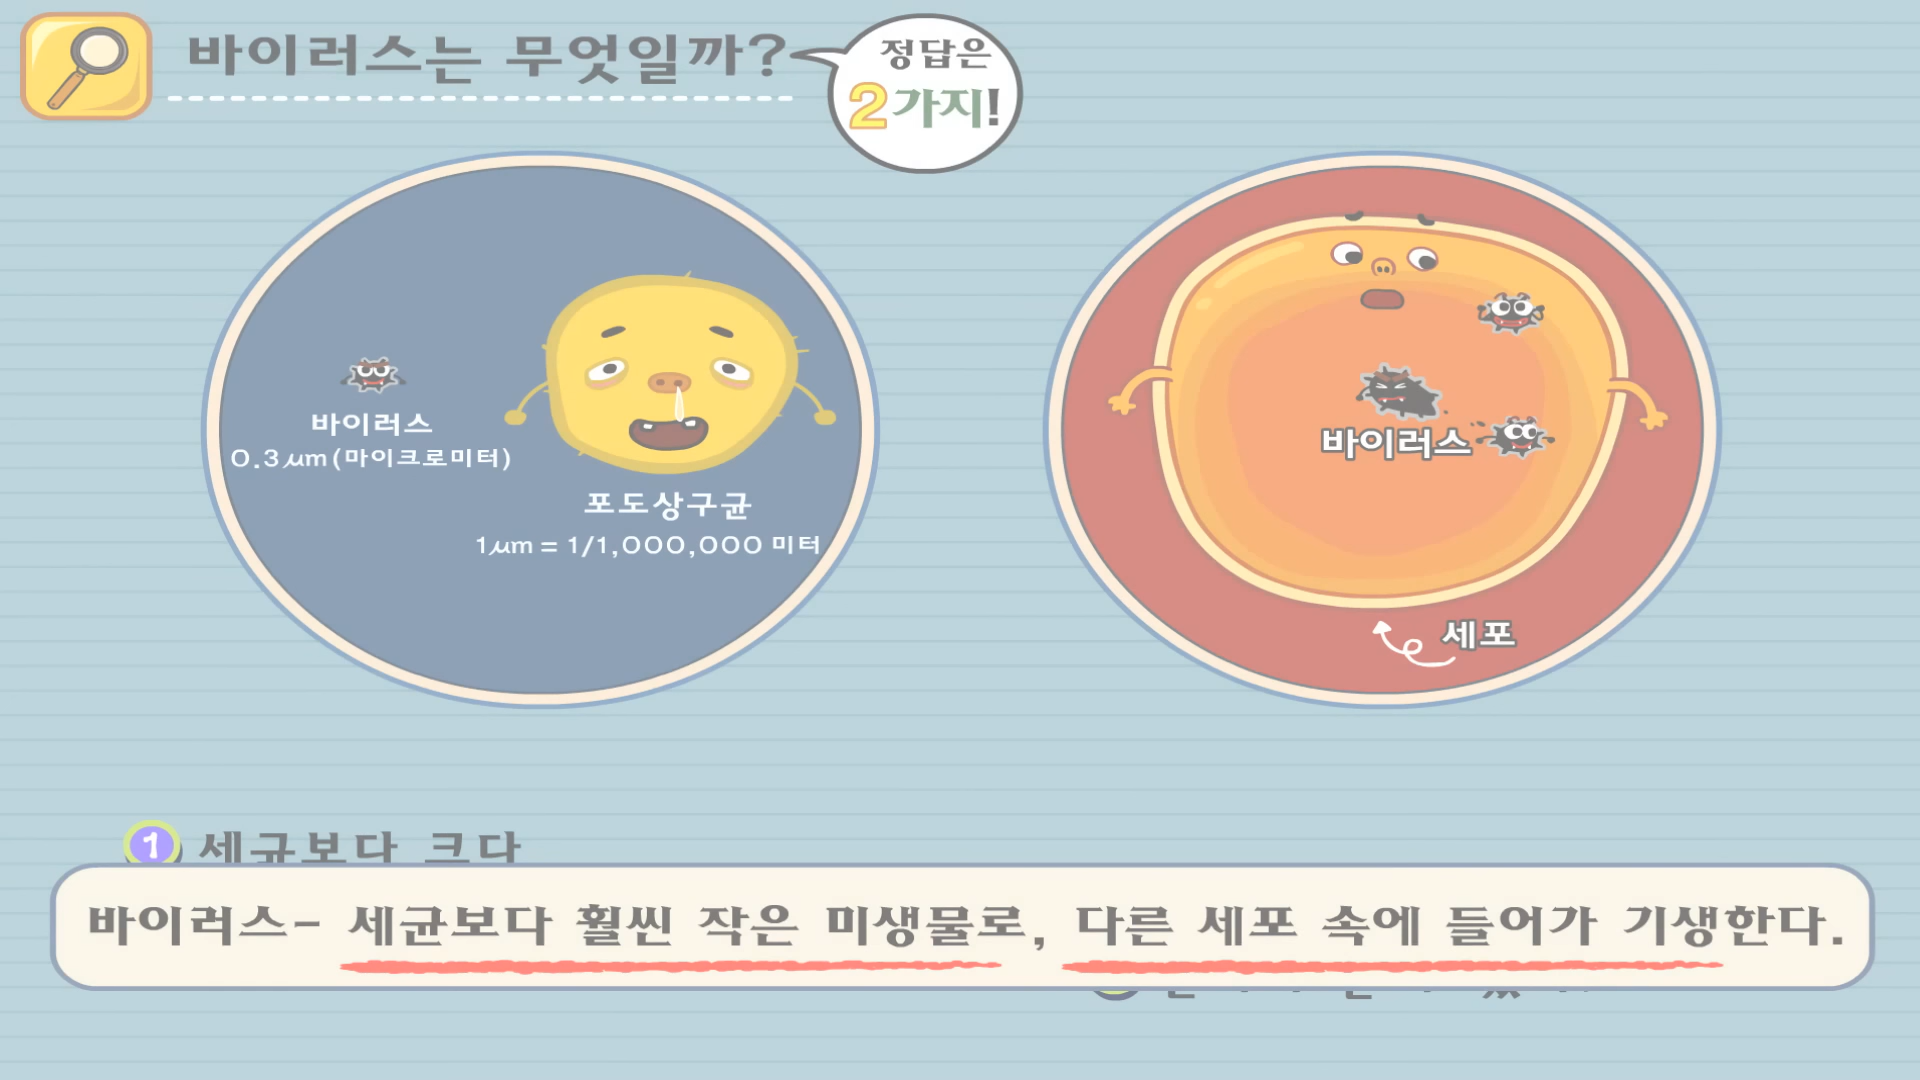 바이러스는 무엇일까?
정답은
2가지!
바이러스
0.3㎛(마이크로미터)
포도상구균
1㎛ = 1/1,000,000 미터
바이러스
세포
1 세균보다 크다
바이러스- 세균보다 훨씬 작은 미생물로, 다른 세포 속에 들어가 기생한다.